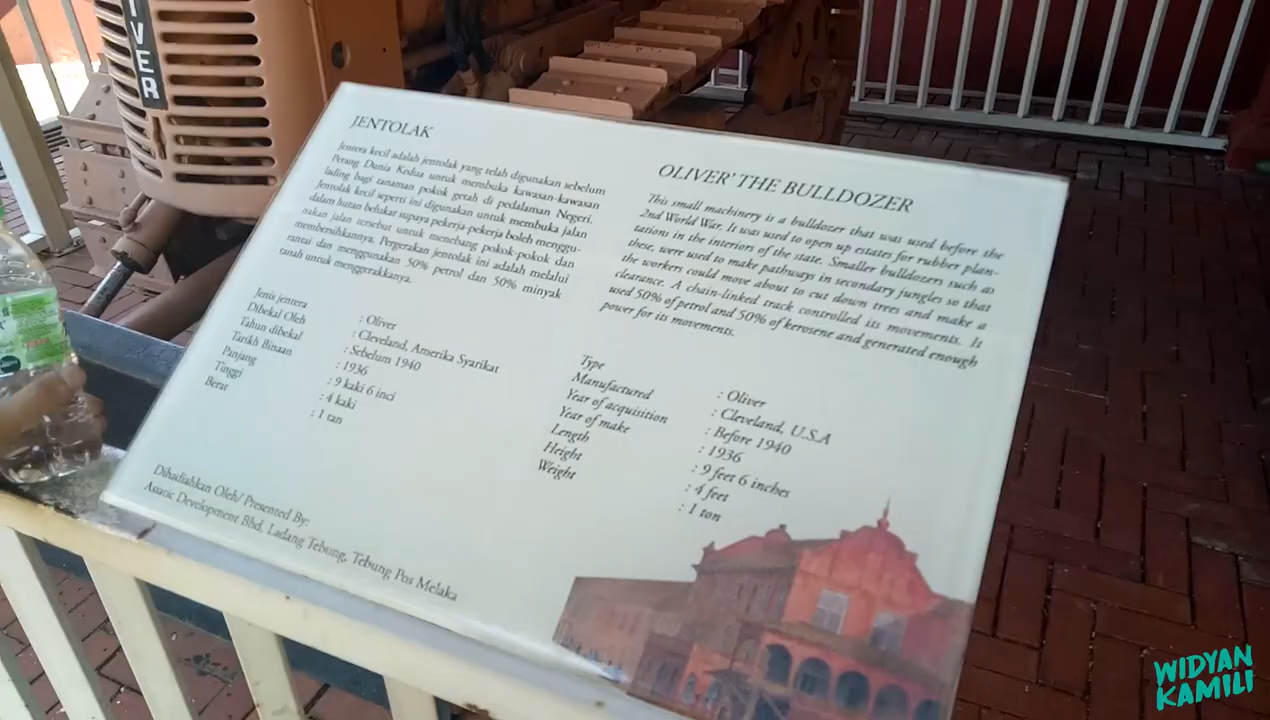 IVER
JENTOLAK
Jentera kecil adalah jentolak yang telah digunakan sebelum
Perang Dunia Kedua untuk membuka kawasan-kawasan
lading bagi tanaman pokok getah di pedalaman Negeri.
Jentolak kecil seperti ini digunakan untuk membuka jalan
dalam hutan belukar supaya pekerja-pekerja boleh menggu-
nakan jalan tersebut untuk menebang pokok-pokok dan
membersihkannya. Pergerakan jentolak ini adalah melalui
rantai dan menggunakan 50% petrol dan 50% minyak
tanah untuk menggerakkanya.
Jenis jentera : Oliver
Dibekal Oleh : Cleveland, Amerika Syarikat
Tahun dibekal : Sebelum 1940
Tarikh Binaan : 1936
Panjang : 9 kaki 6 inci
Tinggi : 4 kaki
Berat : 1 tan
Dihadiahkan Oleh/ Presented By:
Asiatic Development Bhd, Ladang Tebung, Tebung Pos Melaka
OLIVER' THE BULLDOZER
This small machinery is a bulldozer that was used before the
2nd World War. It was used to open up estates for rubber plan-
tations in the interiors of the state. Smaller bulldozers such as
these, were used to make pathways in secondary jungles so that
the workers could move about to cut down trees and make a
clearance. A chain-linked track controlled its movements. It
used 50% of petrol and 50% of kerosene and generated enough
power for its movements.
Type : Oliver
Manufactured : Cleveland, U.S.A
Year of acquisition : Before 1940
Year of make : 1936
Length : 9 feet 6 inches
Height : 4 feet
Weight : 1 ton
WIDYAN
KAMILI